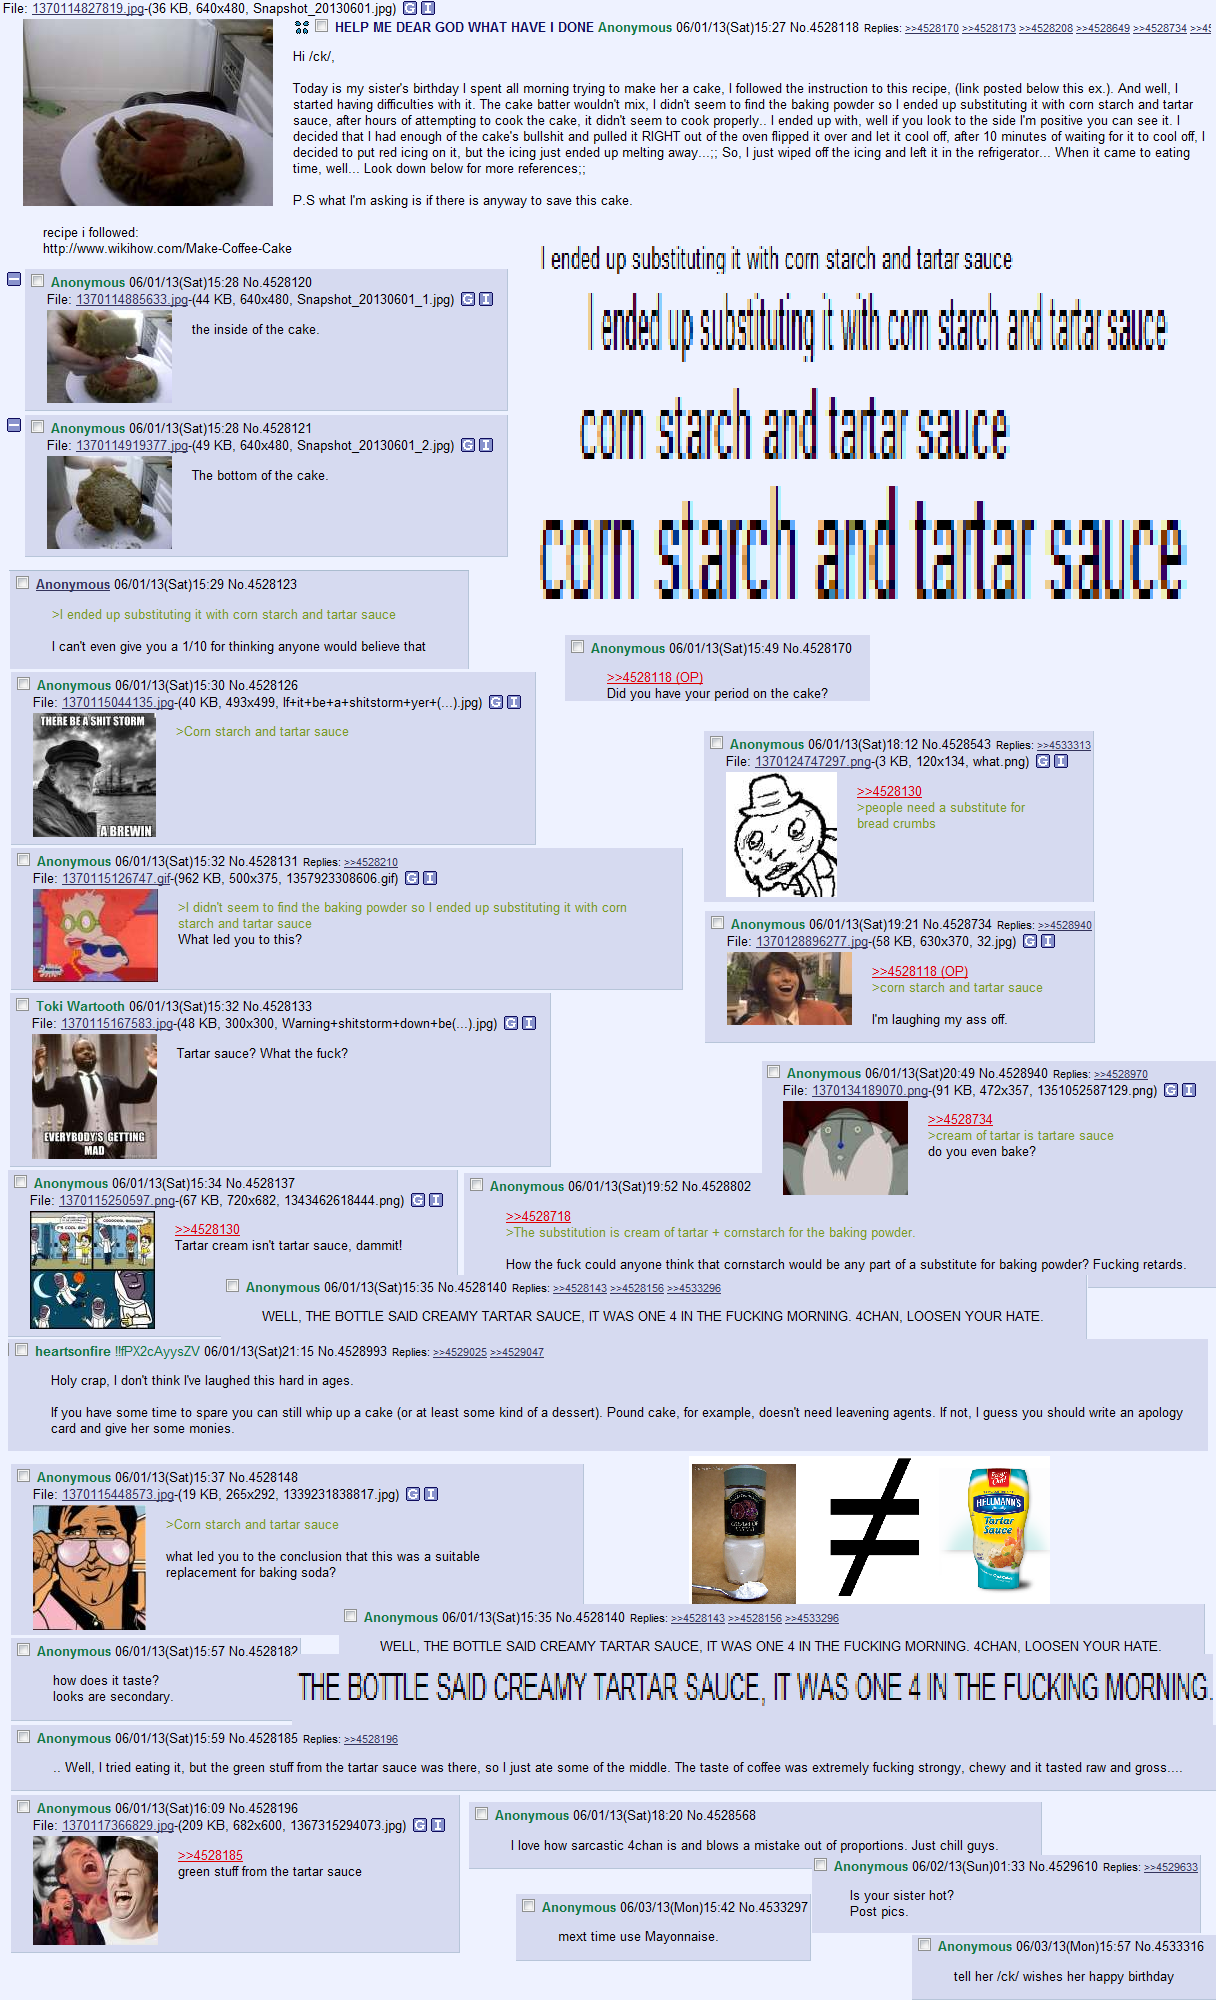 File: 1370114827819.jpg-(36 KB, 640x480, Snapshot_20130601.jpg) G I
HELP ME DEAR GOD WHAT HAVE I DONE Anonymous 06/01/13(Sat)15:27 No.4528118 Replies: >>4528170 >>4528173 >>4528208 >>4528649 >>4528734 >>45
Hi /ck/,
Today is my sister's birthday I spent all morning trying to make her a cake, I followed the instruction to this recipe, (link posted below this ex.). And well, I
started having difficulties with it. The cake batter wouldn't mix, I didn't seem to find the baking powder so I ended up substituting it with corn starch and tartar
sauce, after hours of attempting to cook the cake, it didn't seem to cook properly.. I ended up with, well if you look to the side I'm positive you can see it. I
decided that I had enough of the cake's bullshit and pulled it RIGHT out of the oven flipped it over and let it cool off, after 10 minutes of waiting for it to cool off, I
decided to put red icing on it, but the icing just ended up melting away...;; So, I just wiped off the icing and left it in the refrigerator... When it came to eating
time, well... Look down below for more references;;
P.S what I'm asking is if there is anyway to save this cake.
recipe i followed:
http://www.wikihow.com/Make-Coffee-Cake
I ended up substituting it with corn starch and tartar sauce
I ended up substituting it with corn starch and tartar sauce
corn starch and tartar sauce
corn starch and tartar sauce
Anonymous 06/01/13(Sat)15:28 No.4528120
File: 1370114885633.jpg-(44 KB, 640x480, Snapshot_20130601_1.jpg) G I
the inside of the cake.
Anonymous 06/01/13(Sat)15:28 No.4528121
File: 1370114919377.jpg-(49 KB, 640x480, Snapshot_20130601_2.jpg) G I
The bottom of the cake.
Anonymous 06/01/13(Sat)15:29 No.4528123
>I ended up substituting it with corn starch and tartar sauce
I can't even give you a 1/10 for thinking anyone would believe that
Anonymous 06/01/13(Sat)15:49 No.4528170
>>4528118 (OP)
Did you have your period on the cake?
Anonymous 06/01/13(Sat)15:30 No.4528126
File: 1370115044135.jpg-(40 KB, 493x499, If+it+be+a+shitstorm+yer+(...).jpg) G I
THERE BE A SHIT STORM
A BREWIN
>Corn starch and tartar sauce
Anonymous 06/01/13(Sat)18:12 No.4528543 Replies: >>4533313
File: 1370124747297.png-(3 KB, 120x134, what.png) G I
>>4528130
>people need a substitute for
bread crumbs
Anonymous 06/01/13(Sat)15:32 No.4528131 Replies: >>4528210
File: 1370115126747.gif-(962 KB, 500x375, 1357923308606.gif) G I
>I didn't seem to find the baking powder so I ended up substituting it with corn
starch and tartar sauce
What led you to this?
Anonymous 06/01/13(Sat)19:21 No.4528734 Replies: >>4528940
File: 1370128896277.jpg-(58 KB, 630x370, 32.jpg) G I
>>4528118 (OP)
>corn starch and tartar sauce
I'm laughing my ass off.
Toki Wartooth 06/01/13(Sat)15:32 No.4528133
File: 1370115167583.jpg-(48 KB, 300x300, Warning+shitstorm+down+be(...).jpg) G I
Tartar sauce? What the fuck?
EVERYBODY'S GETTING
MAD
Anonymous 06/01/13(Sat)20:49 No.4528940 Replies: >>4528970
File: 1370134189070.png-(91 KB, 472x357, 1351052587129.png) G I
>>4528734
>cream of tartar is tartare sauce
do you even bake?
Anonymous 06/01/13(Sat)15:34 No.4528137
File: 1370115250597.png-(67 KB, 720x682, 1343462618444.png) G I
>>4528130
Tartar cream isn't tartar sauce, dammit!
Anonymous 06/01/13(Sat)19:52 No.4528802
>>4528718
>The substitution is cream of tartar + cornstarch for the baking powder.
How the fuck could anyone think that cornstarch would be any part of a substitute for baking powder? Fucking retards.
Anonymous 06/01/13(Sat)15:35 No.4528140 Replies: >>4528143 >>4528156 >>4533296
WELL, THE BOTTLE SAID CREAMY TARTAR SAUCE, IT WAS ONE 4 IN THE FUCKING MORNING. 4CHAN, LOOSEN YOUR HATE.
heartsonfire !!fPX2cAyysZV 06/01/13(Sat)21:15 No.4528993 Replies: >>4529025 >>4529047
Holy crap, I don't think I've laughed this hard in ages.
If you have some time to spare you can still whip up a cake (or at least some kind of a dessert). Pound cake, for example, doesn't need leavening agents. If not, I guess you should write an apology
card and give her some monies.
Anonymous 06/01/13(Sat)15:37 No.4528148
File: 1370115448573.jpg-(19 KB, 265x292, 1339231838817.jpg) G I
>Corn starch and tartar sauce
what led you to the conclusion that this was a suitable
replacement for baking soda?
≠
HELLMANN'S
Tartar
Sauce
Anonymous 06/01/13(Sat)15:35 No.4528140 Replies: >>4528143 >>4528156 >>4533296
WELL, THE BOTTLE SAID CREAMY TARTAR SAUCE, IT WAS ONE 4 IN THE FUCKING MORNING. 4CHAN, LOOSEN YOUR HATE.
Anonymous 06/01/13(Sat)15:57 No.4528182
how does it taste?
looks are secondary.
THE BOTTLE SAID CREAMY TARTAR SAUCE, IT WAS ONE 4 IN THE FUCKING MORNING.
Anonymous 06/01/13(Sat)15:59 No.4528185 Replies: >>4528196
.. Well, I tried eating it, but the green stuff from the tartar sauce was there, so I just ate some of the middle. The taste of coffee was extremely fucking strongy, chewy and it tasted raw and gross....
Anonymous 06/01/13(Sat)16:09 No.4528196
File: 1370117366829.jpg-(209 KB, 682x600, 1367315294073.jpg) G I
>>4528185
green stuff from the tartar sauce
Anonymous 06/01/13(Sat)18:20 No.4528568
I love how sarcastic 4chan is and blows a mistake out of proportions. Just chill guys.
Anonymous 06/02/13(Sun)01:33 No.4529610 Replies: >>4529633
Is your sister hot?
Post pics.
Anonymous 06/03/13(Mon)15:42 No.4533297
mext time use Mayonnaise.
Anonymous 06/03/13(Mon)15:57 No.4533316
tell her /ck/ wishes her happy birthday